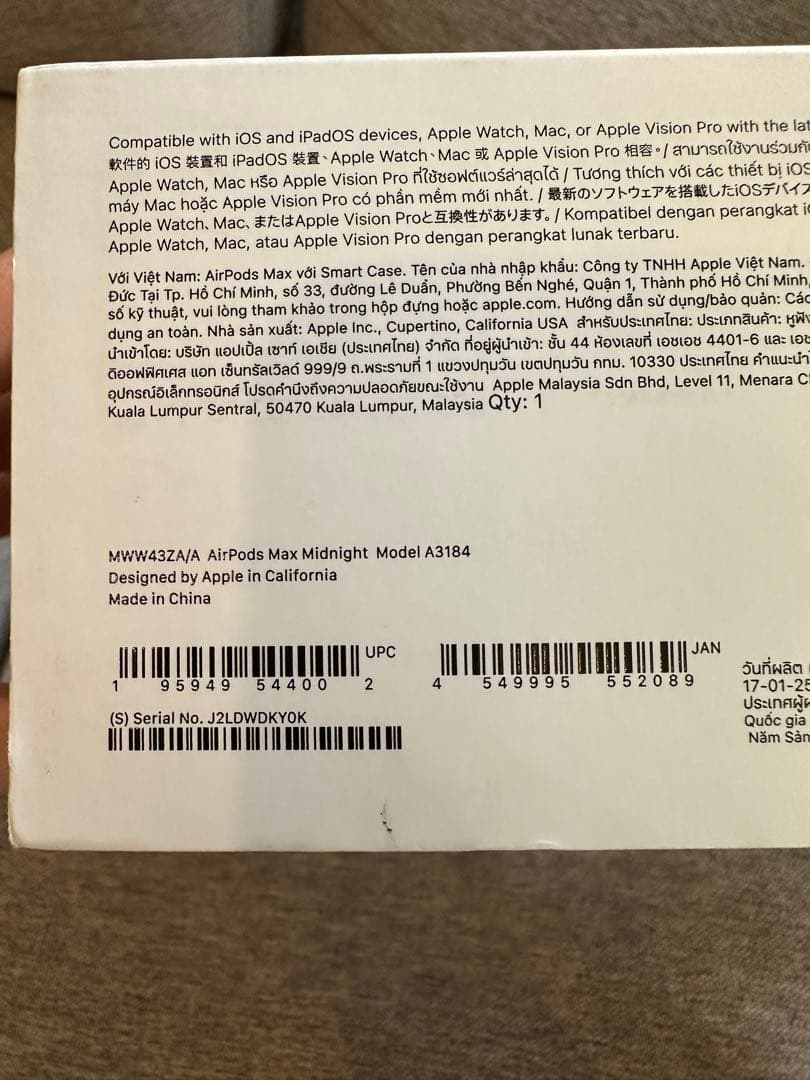 Compatible with iOS and iPadOS devices, Apple Watch, Mac, or Apple Vision Pro with the
軟件的 iOS 裝置和 iPadOS 裝置、Apple Watch、Mac 或 Apple Vision Pro 相容。/ สามารถใช้งานร่วมกับ
Apple Watch, Mac หรือ Apple Vision Pro ที่ใช้ซอฟต์แวร์ล่าสุดได้ / Tương thích với các thiết bị iOS
máy Mac hoặc Apple Vision Pro có phần mềm mới nhất. / 最新のソフトウェアを搭載したiOSデバイス
Apple Watch、Mac、またはApple Vision Proと互換性があります。/ Kompatibel dengan perangkat
Apple Watch, Mac, atau Apple Vision Pro dengan perangkat lunak terbaru.
Với Việt Nam: AirPods Max với Smart Case. Tên của nhà nhập khẩu: Công ty TNHH Apple Việt Nam.
Đức Tại Tp. Hồ Chí Minh, số 33, đường Lê Duẩn, Phường Bến Nghé, Quận 1, Thành phố Hồ Chí Minh,
số kỹ thuật, vui lòng tham khảo trong hộp đựng hoặc apple.com. Hướng dẫn sử dụng/bảo quản: Các
dụng an toàn. Nhà sản xuất: Apple Inc., Cupertino, California USA สำหรับประเทศไทย: ประเภทสินค้า: หูฟัง
นำเข้าโดย: บริษัท แอปเปิ้ล เซาท์ เอเชีย (ประเทศไทย) จำกัด ที่อยู่ผู้นำเข้า: ชั้น 44 ห้องเลขที่ เอชเอช 4401-6 และ
ดิออฟฟิศเศส แอท เซ็นทรัลเวิลด์ 999/9 ถ.พระรามที่ 1 แขวงปทุมวัน เขตปทุมวัน กทม. 10330 ประเทศไทย คำแนะนำ
อุปกรณ์อิเล็กทรอนิกส์ โปรดคำนึงถึงความปลอดภัยขณะใช้งาน Apple Malaysia Sdn Bhd, Level 11, Menara
Kuala Lumpur Sentral, 50470 Kuala Lumpur, Malaysia Qty: 1
MWW43ZA/A AirPods Max Midnight Model A3184
Designed by Apple in California
Made in China
UPC
1 95949 54400 2
JAN
4 549995 552089
(S) Serial No. J2LDWDKY0K
วันที่ผลิต
17-01-25
ประเทศผู้
Quốc gia
Năm Sản